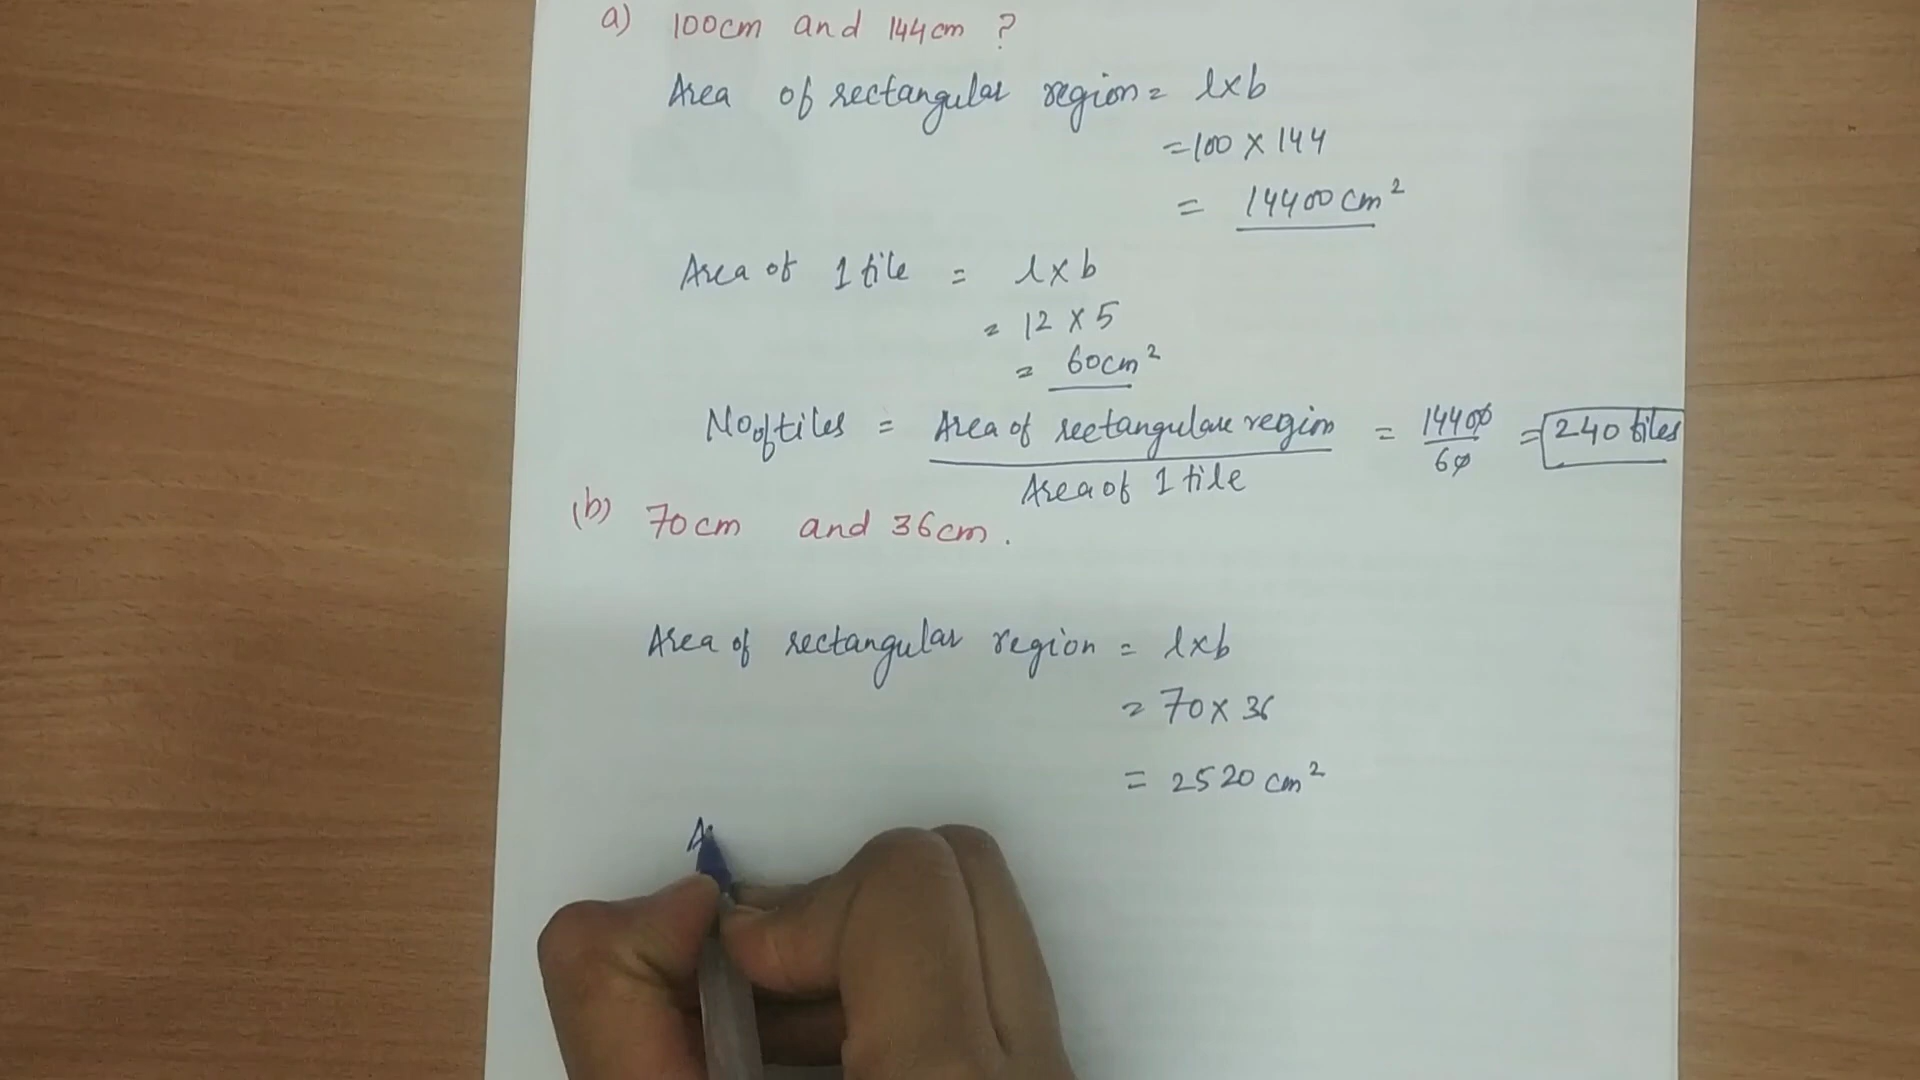 a) 100cm and 144cm ?
Area of rectangular region = l×b
= 100 × 144
= 14400 cm²
Area of 1 tile = l×b
= 12 × 5
= 60cm²
No of tiles = Area of rectangulare region / Area of 1 tile = 14400 / 60 = 240 tiles
(b) 70cm and 36cm.
Area of rectangular region = l×b
= 70 × 36
= 2520 cm²
A